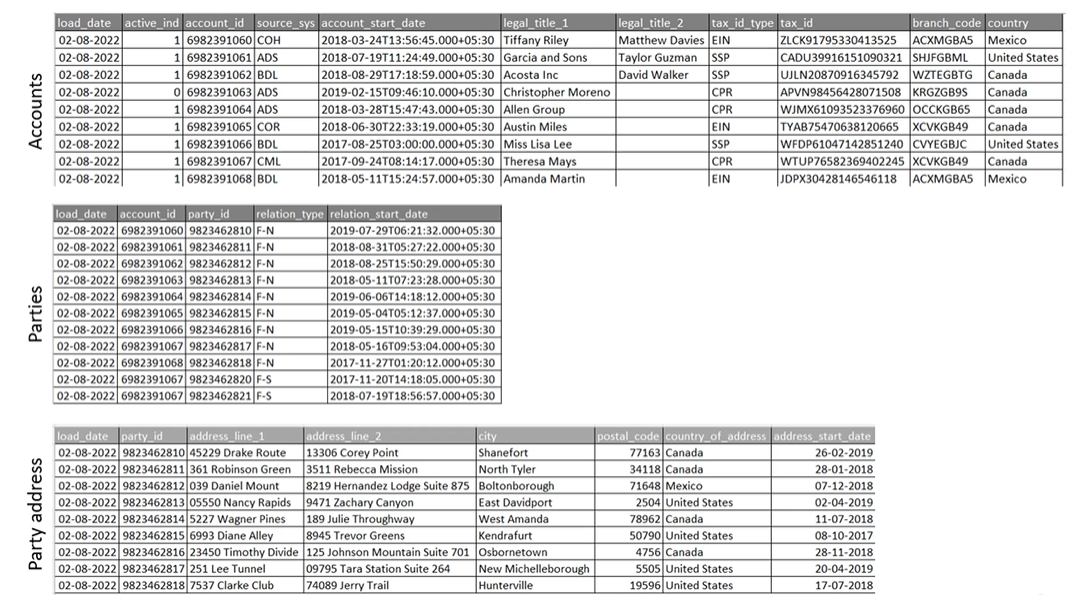 Accounts
load_date active_ind account_id source_sys account_start_date legal_title_1 legal_title_2 tax_id_type tax_id branch_code country
02-08-2022 1 6982391060 COH 2018-03-24T13:56:45.000+05:30 Tiffany Riley Matthew Davies EIN ZLCK91795330413525 ACXMGBA5 Mexico
02-08-2022 1 6982391061 ADS 2018-07-19T11:24:49.000+05:30 Garcia and Sons Taylor Guzman SSP CADU39916151090321 SHJFGBML United States
02-08-2022 1 6982391062 BDL 2018-08-29T17:18:59.000+05:30 Acosta Inc David Walker SSP UJLN20870916345792 WZTEGBTG Canada
02-08-2022 0 6982391063 ADS 2019-02-15T09:46:10.000+05:30 Christopher Moreno CPR APVN98456428071508 KRGZGB9S Canada
02-08-2022 1 6982391064 ADS 2018-03-28T15:47:43.000+05:30 Allen Group CPR WJMX61093523376960 OCCKGB65 Canada
02-08-2022 1 6982391065 COR 2018-06-30T22:33:19.000+05:30 Austin Miles EIN TYAB75470638120665 XCVKGB49 Canada
02-08-2022 1 6982391066 BDL 2017-08-25T03:00:00.000+05:30 Miss Lisa Lee SSP WFDP61047142851240 CVYEGBJC United States
02-08-2022 1 6982391067 CML 2017-09-24T08:14:17.000+05:30 Theresa Mays CPR WTUP76582369402245 XCVKGB49 Canada
02-08-2022 1 6982391068 BDL 2018-05-11T15:24:57.000+05:30 Amanda Martin EIN JDPX30428146546118 ACXMGBA5 Mexico
Parties
load_date account_id party_id relation_type relation_start_date
02-08-2022 6982391060 9823462810 F-N 2019-07-29T06:21:32.000+05:30
02-08-2022 6982391061 9823462811 F-N 2018-08-31T05:27:22.000+05:30
02-08-2022 6982391062 9823462812 F-N 2018-08-25T15:50:29.000+05:30
02-08-2022 6982391063 9823462813 F-N 2018-05-11T07:23:28.000+05:30
02-08-2022 6982391064 9823462814 F-N 2019-06-06T14:18:12.000+05:30
02-08-2022 6982391065 9823462815 F-N 2019-05-04T05:12:37.000+05:30
02-08-2022 6982391066 9823462816 F-N 2019-05-15T10:39:29.000+05:30
02-08-2022 6982391067 9823462817 F-N 2018-05-16T09:53:04.000+05:30
02-08-2022 6982391068 9823462818 F-N 2017-11-27T01:20:12.000+05:30
02-08-2022 6982391067 9823462820 F-S 2017-11-20T14:18:05.000+05:30
02-08-2022 6982391067 9823462821 F-S 2018-07-19T18:56:57.000+05:30
Party address
load_date party_id address_line_1 address_line_2 city postal_code country_of_address address_start_date
02-08-2022 9823462810 45229 Drake Route 13306 Corey Point Shanefort 77163 Canada 26-02-2019
02-08-2022 9823462811 361 Robinson Green 3511 Rebecca Mission North Tyler 34118 Canada 28-01-2018
02-08-2022 9823462812 039 Daniel Mount 8219 Hernandez Lodge Suite 875 Boltonborough 71648 Mexico 07-12-2018
02-08-2022 9823462813 05550 Nancy Rapids 9471 Zachary Canyon East Davidport 2504 United States 02-04-2019
02-08-2022 9823462814 5227 Wagner Pines 189 Julie Throughway West Amanda 78962 Canada 11-07-2018
02-08-2022 9823462815 6993 Diane Alley 8945 Trevor Greens Kendrafurt 50790 United States 08-10-2017
02-08-2022 9823462816 23450 Timothy Divide 125 Johnson Mountain Suite 701 Osbornetown 4756 Canada 28-11-2018
02-08-2022 9823462817 251 Lee Tunnel 09795 Tara Station Suite 264 New Michelleborough 5505 United States 20-04-2019
02-08-2022 9823462818 7537 Clarke Club 74089 Jerry Trail Hunterville 19596 United States 17-07-2018